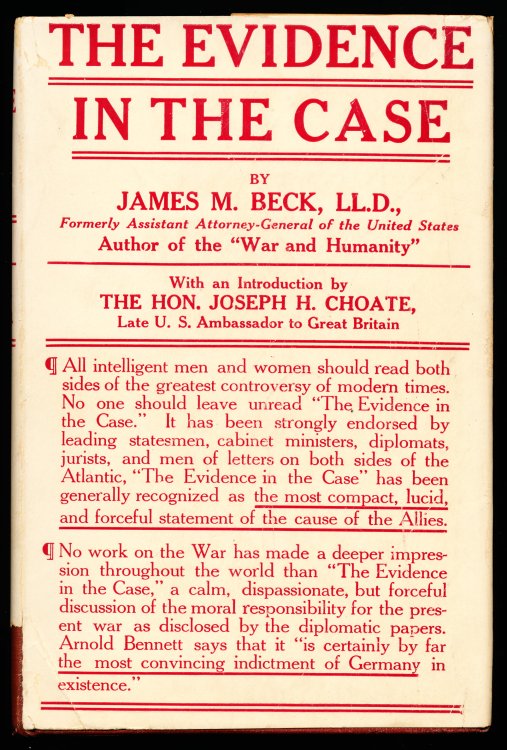 THE EVIDENCE
IN THE CASE
BY
JAMES M. BECK, LL.D.,
Formerly Assistant Attorney-General of the United States
Author of the "War and Humanity"
With an Introduction by
THE HON. JOSEPH H. CHOATE,
Late U. S. Ambassador to Great Britain
¶ All intelligent men and women should read both
sides of the greatest controversy of modern times.
No one should leave unread "The Evidence in
the Case." It has been strongly endorsed by
leading statesmen, cabinet ministers, diplomats,
jurists, and men of letters on both sides of the
Atlantic, "The Evidence in the Case" has been
generally recognized as the most compact, lucid,
and forceful statement of the cause of the Allies.
¶ No work on the War has made a deeper impres-
sion throughout the world than "The Evidence
in the Case," a calm, dispassionate, but forceful
discussion of the moral responsibility for the pres-
ent war as disclosed by the diplomatic papers.
Arnold Bennett says that it "is certainly by far
the most convincing indictment of Germany in
existence."